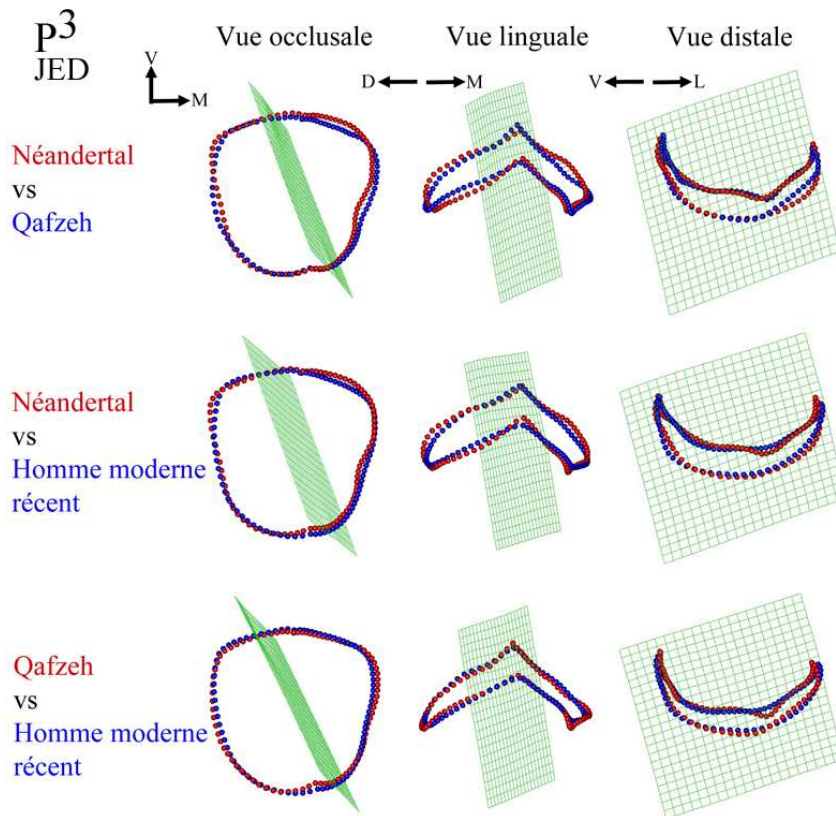 P³
JED
Vue occlusale
Vue linguale
Vue distale
V
M
D
M
V
L
Néandertal
vs
Qafzeh
Néandertal
vs
Homme moderne
récent
Qafzeh
vs
Homme moderne
récent